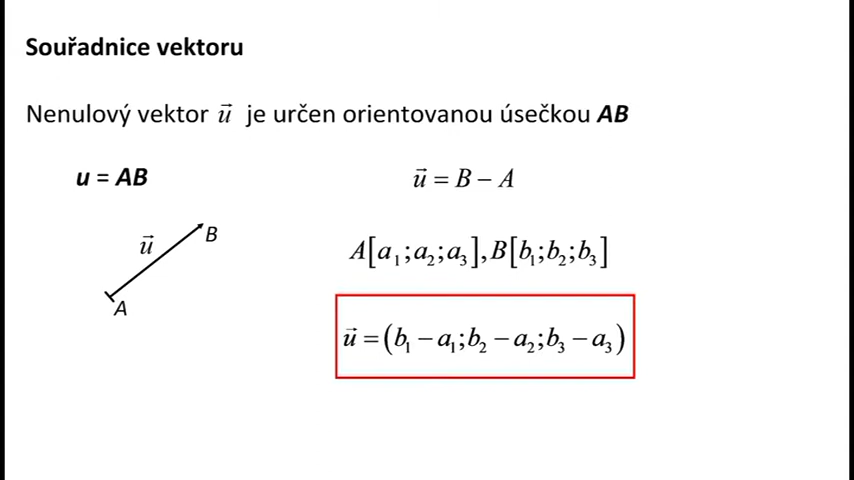 Souřadnice vektoru
Nenulový vektor u⃗ je určen orientovanou úsečkou AB
u = AB
u⃗ = B − A
u⃗
B
A
A[a₁;a₂;a₃],B[b₁;b₂;b₃]
u⃗ = (b₁ − a₁;b₂ − a₂;b₃ − a₃)